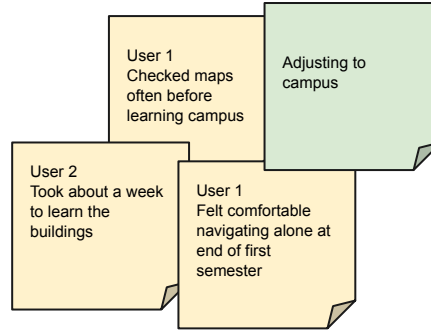 User 1
Checked maps
often before
learning campus
Adjusting to
campus
User 2
Took about a week
to learn the
buildings
User 1
Felt comfortable
navigating alone at
end of first
semester